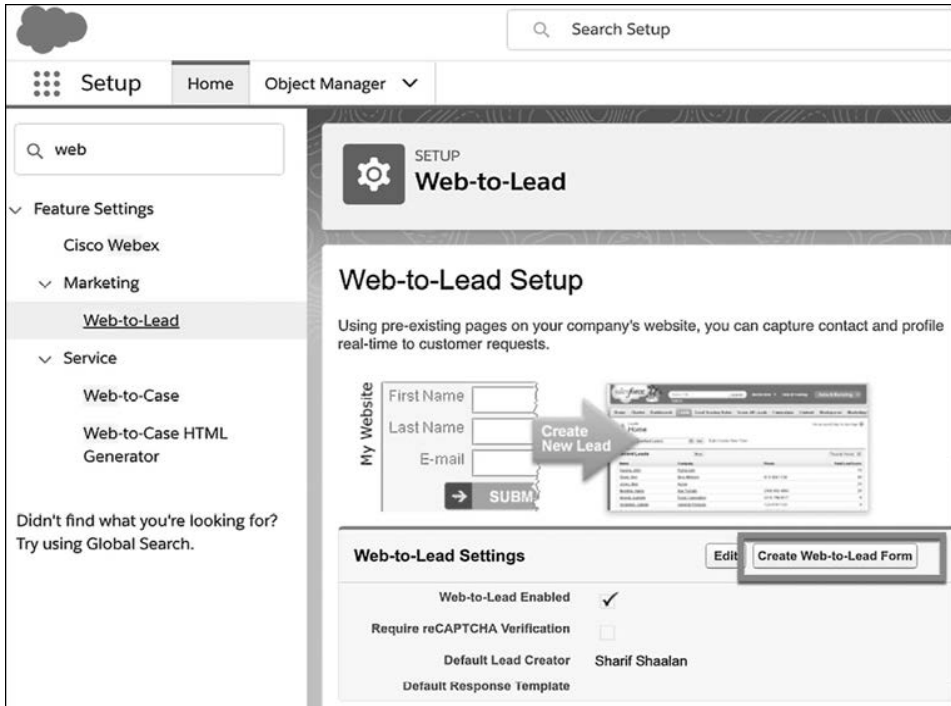 Search Setup
Setup
Home
Object Manager
web
Feature Settings
Cisco Webex
Marketing
Web-to-Lead
Service
Web-to-Case
Web-to-Case HTML
Generator
Didn't find what you're looking for?
Try using Global Search.
SETUP
Web-to-Lead
Web-to-Lead Setup
Using pre-existing pages on your company's website, you can capture contact and profile
real-time to customer requests.
My Website
First Name
Last Name
E-mail
SUBM
Create
New Lead
Home
Web-to-Lead Settings
Edit
Create Web-to-Lead Form
Web-to-Lead Enabled
Require reCAPTCHA Verification
Default Lead Creator Sharif Shaalan
Default Response Template